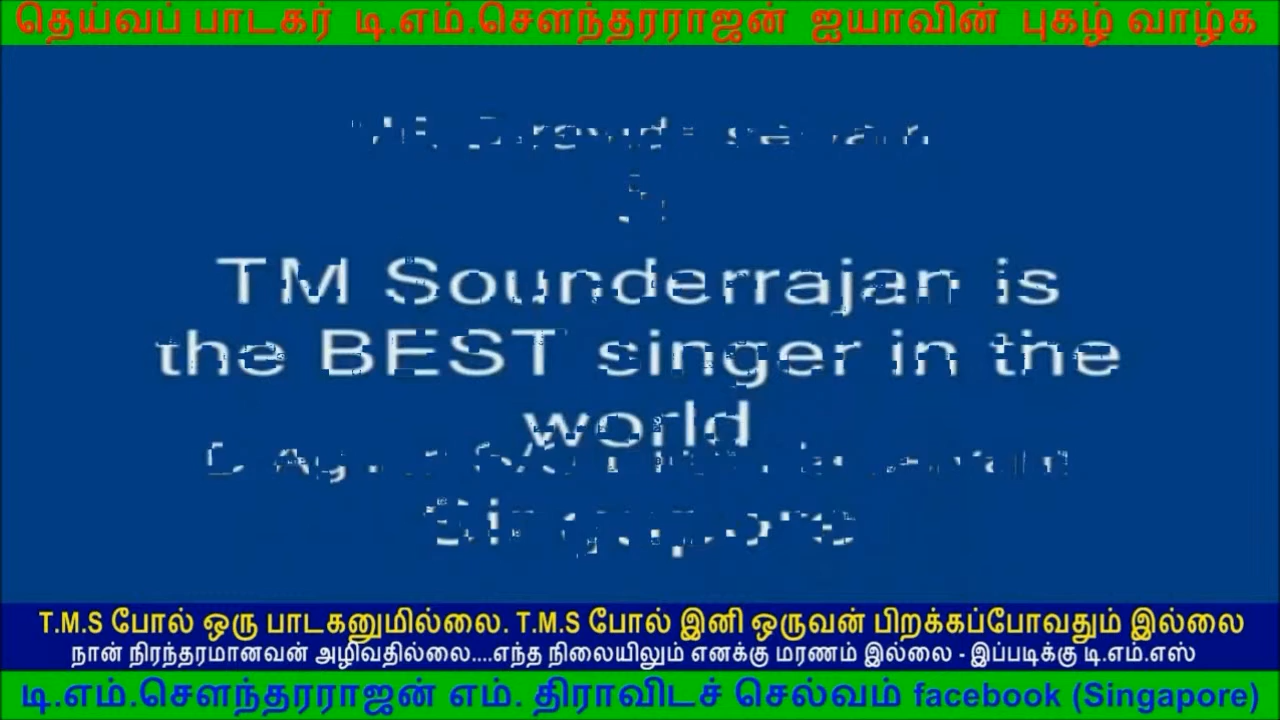 தெய்வப் பாடகர் டி.எம்.சௌந்தரராஜன் ஐயாவின் புகழ் வாழ்க
TM Sounderrajan is
the BEST singer in the
world
Singapore
T.M.S போல் ஒரு பாடகனுமில்லை. T.M.S போல் இனி ஒருவன் பிறக்கப்போவதும் இல்லை
நான் நிரந்தரமானவன் அழிவதில்லை....எந்த நிலையிலும் எனக்கு மரணம் இல்லை - இப்படிக்கு டி.எம்.எஸ்
டி.எம்.சௌந்தரராஜன் எம். திராவிடச் செல்வம் facebook (Singapore)